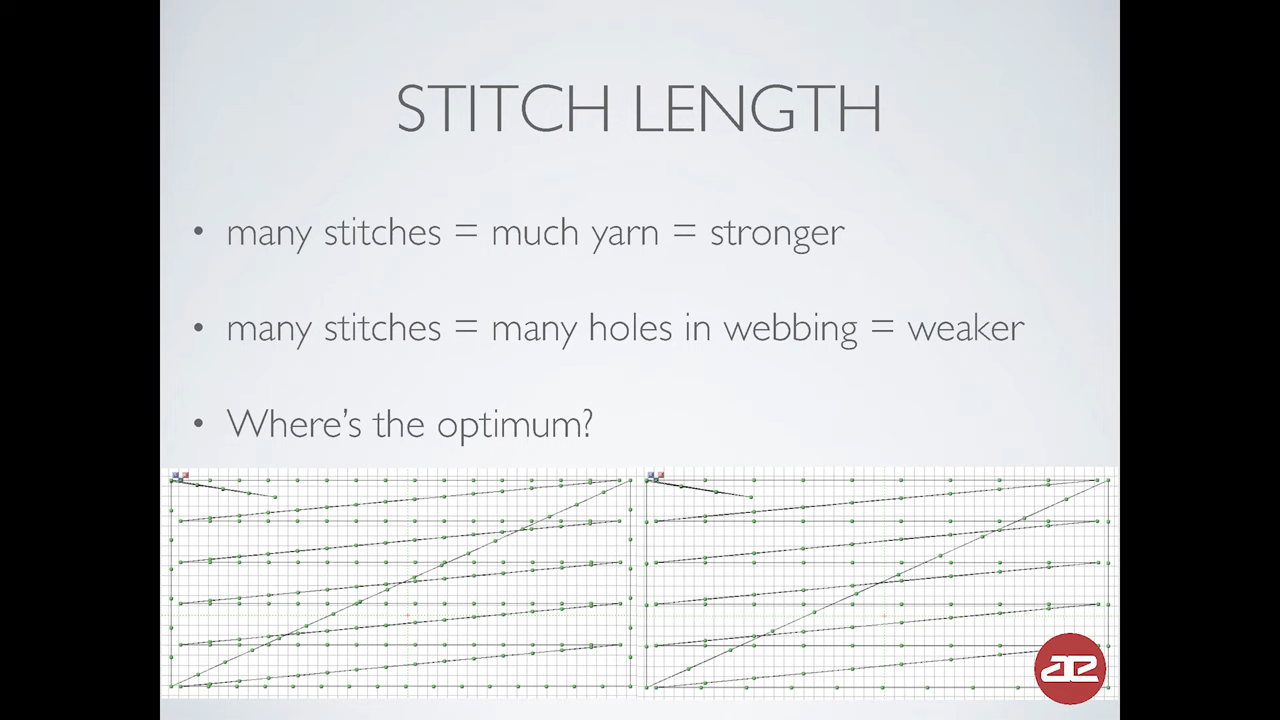 STITCH LENGTH
• many stitches = much yarn = stronger
• many stitches = many holes in webbing = weaker
• Where's the optimum?